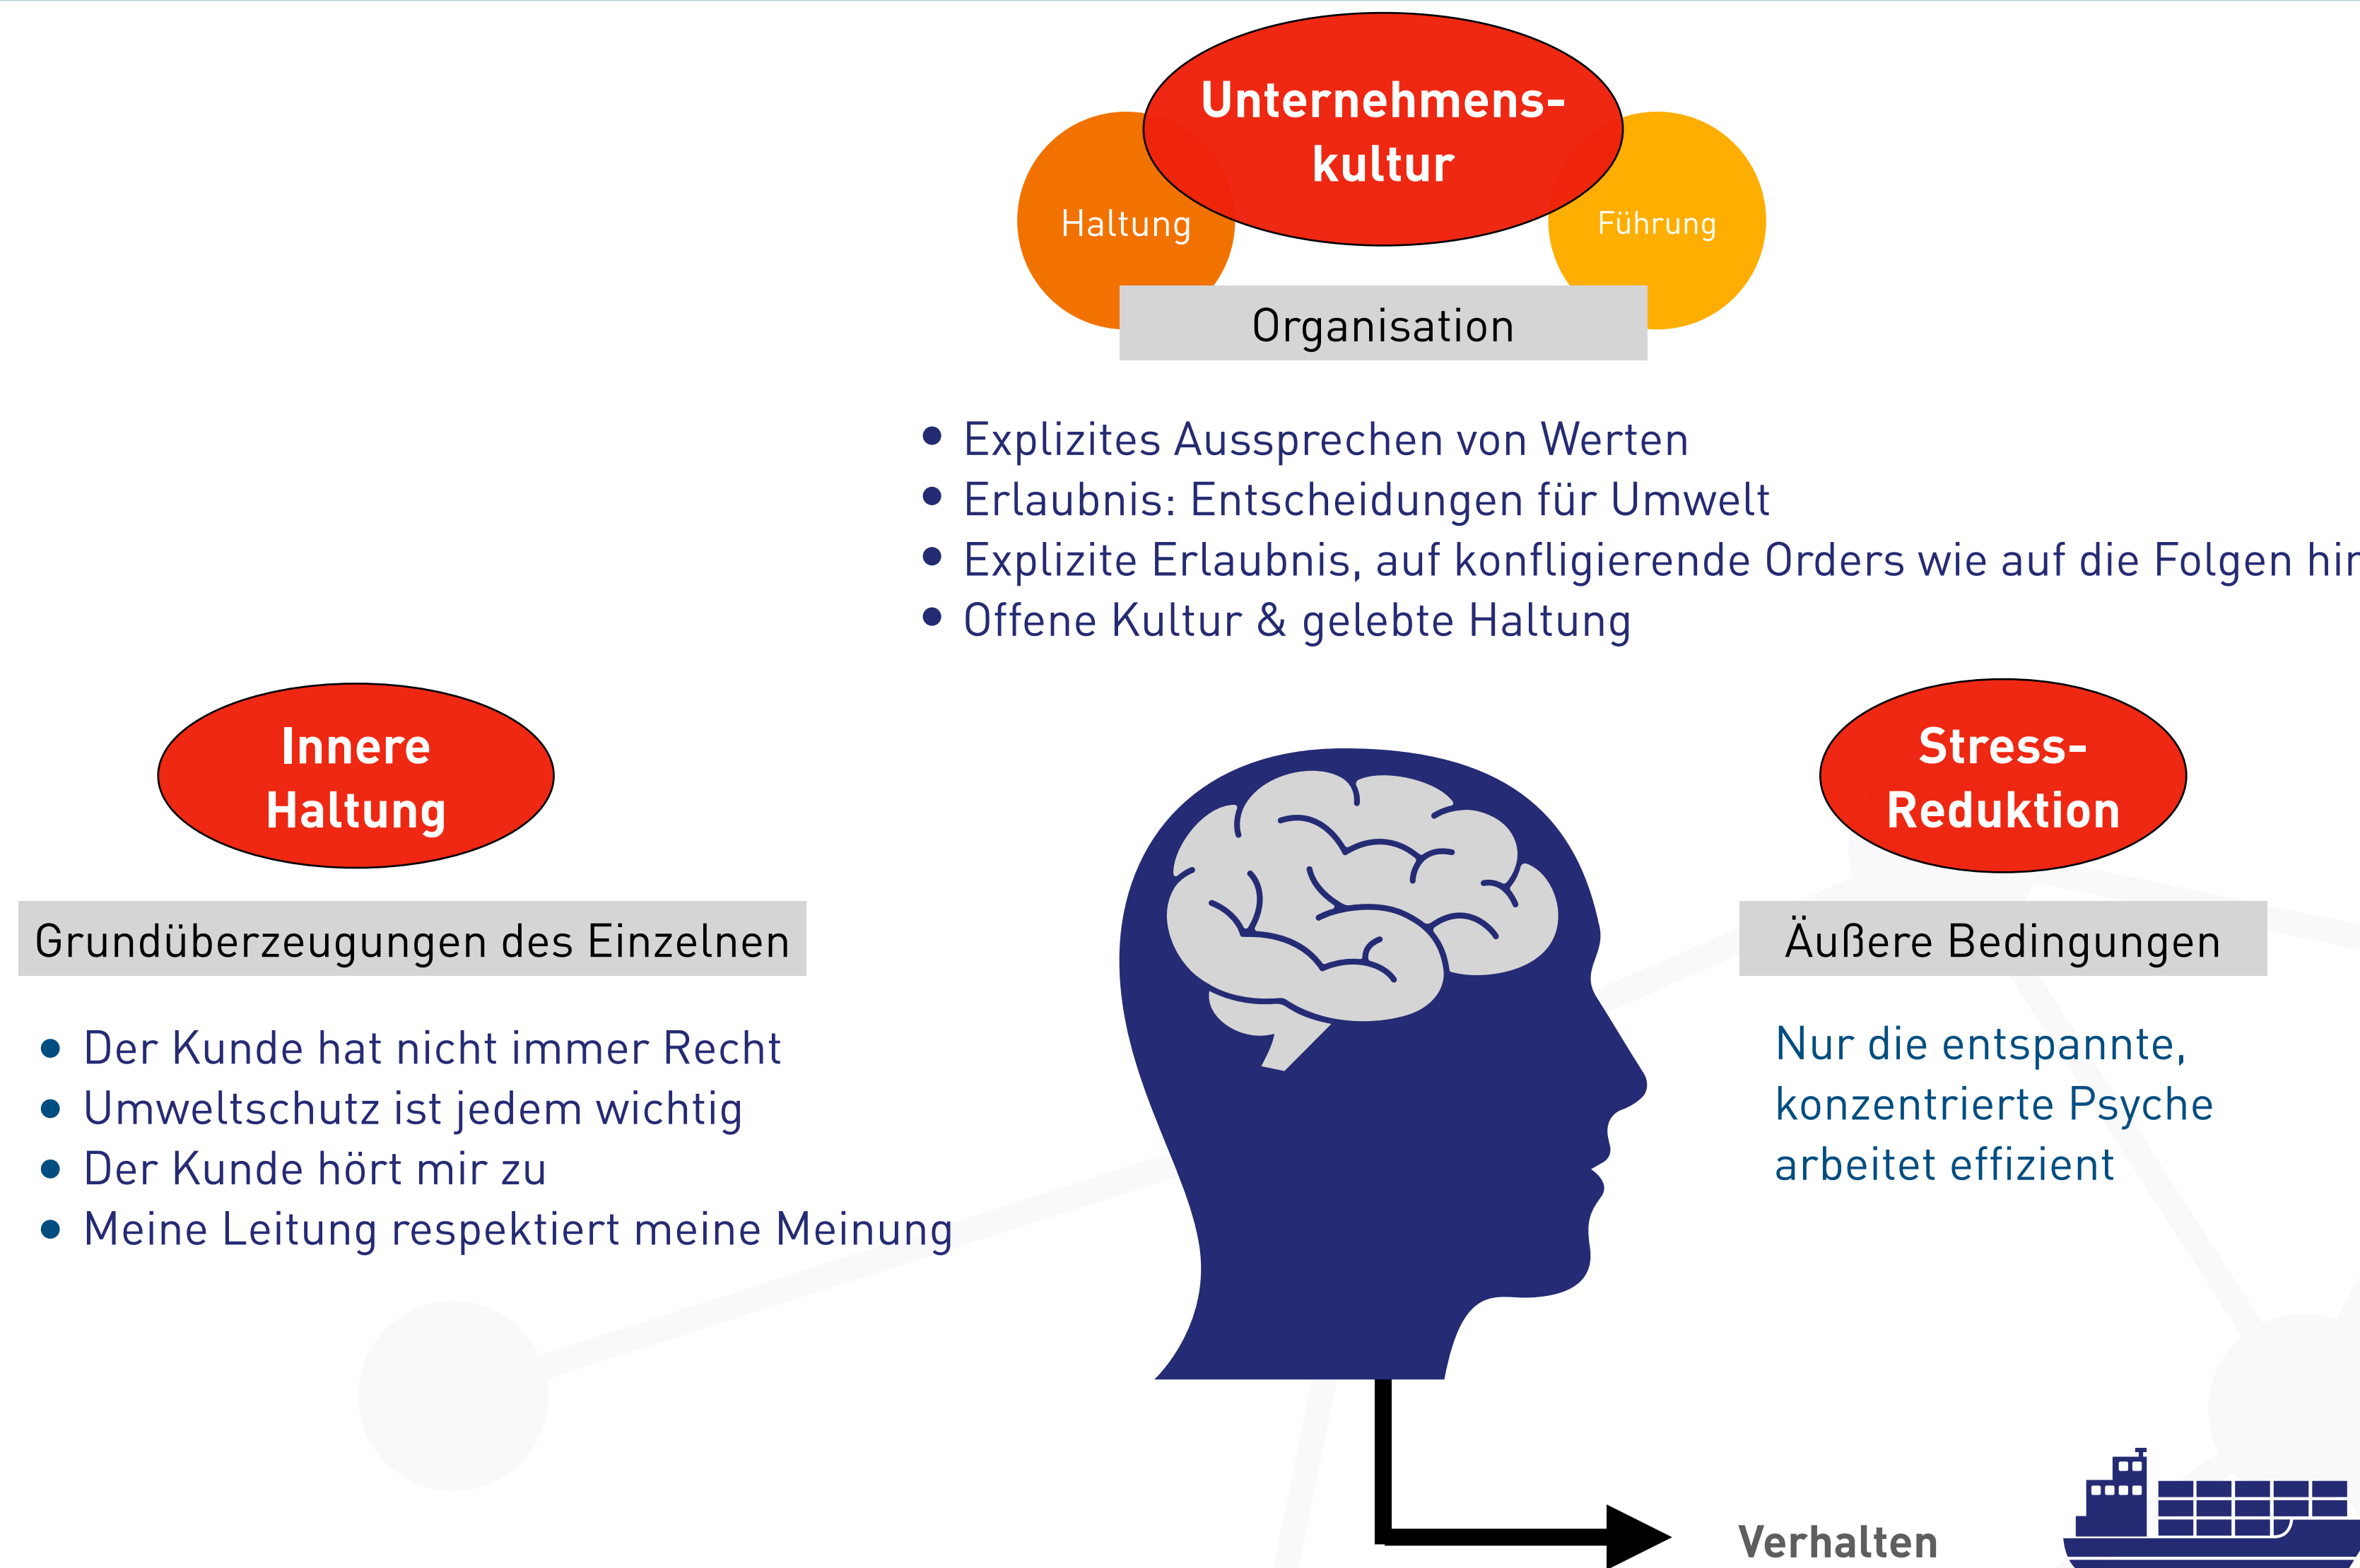 Unternehmens-
kultur
Haltung
Führung
Organisation
• Explizites Aussprechen von Werten
• Erlaubnis: Entscheidungen für Umwelt
• Explizite Erlaubnis, auf konfligierende Orders wie auf die Folgen
• Offene Kultur & gelebte Haltung
Innere
Haltung
Grundüberzeugungen des Einzelnen
• Der Kunde hat nicht immer Recht
• Umweltschutz ist jedem wichtig
• Der Kunde hört mir zu
• Meine Leitung respektiert meine Meinung
Stress-
Reduktion
Äußere Bedingungen
Nur die entspannte,
konzentrierte Psyche
arbeitet effizient
Verhalten